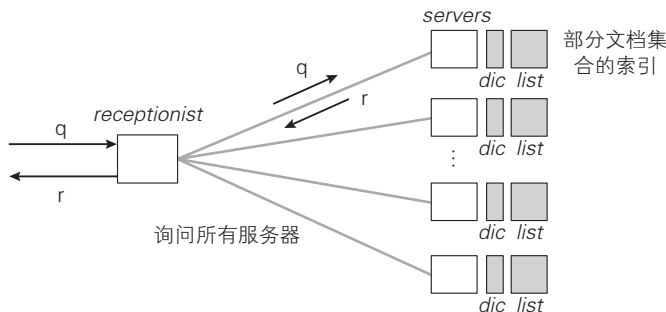 servers
部分文档集
合的索引
q
dic list
r
receptionist
q
dic list
⋮
r
询问所有服务器
dic list
dic list